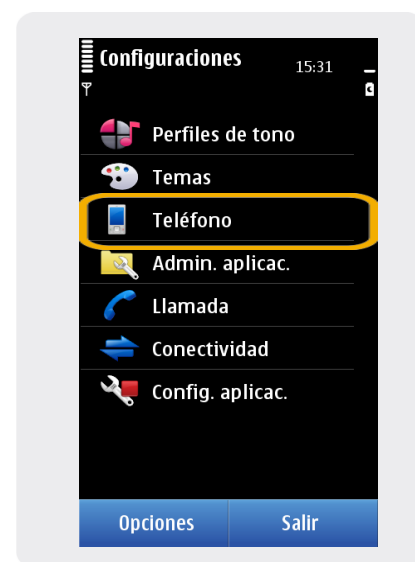 Configuraciones
15:31
Perfiles de tono
Temas
Teléfono
Admin. aplicac.
Llamada
Conectividad
Config. aplicac.
Opciones
Salir